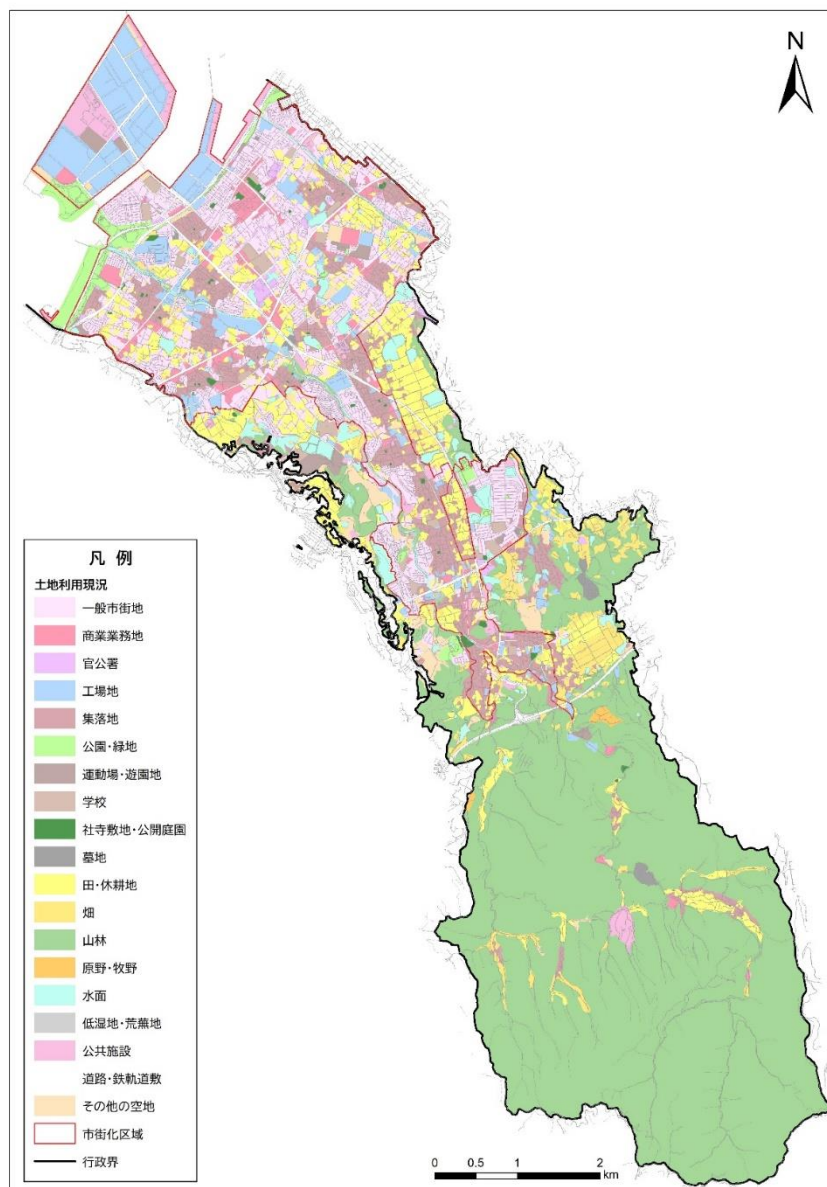 N
凡 例
土地利用現況
一般市街地
商業業務地
官公署
工場地
集落地
公園・緑地
運動場・遊園地
学校
社寺敷地・公開庭園
墓地
田・休耕地
畑
山林
原野・牧野
水面
低湿地・荒蕪地
公共施設
道路・鉄軌道敷
その他の空地
市街化区域
行政界
0 0.5 1 2
km